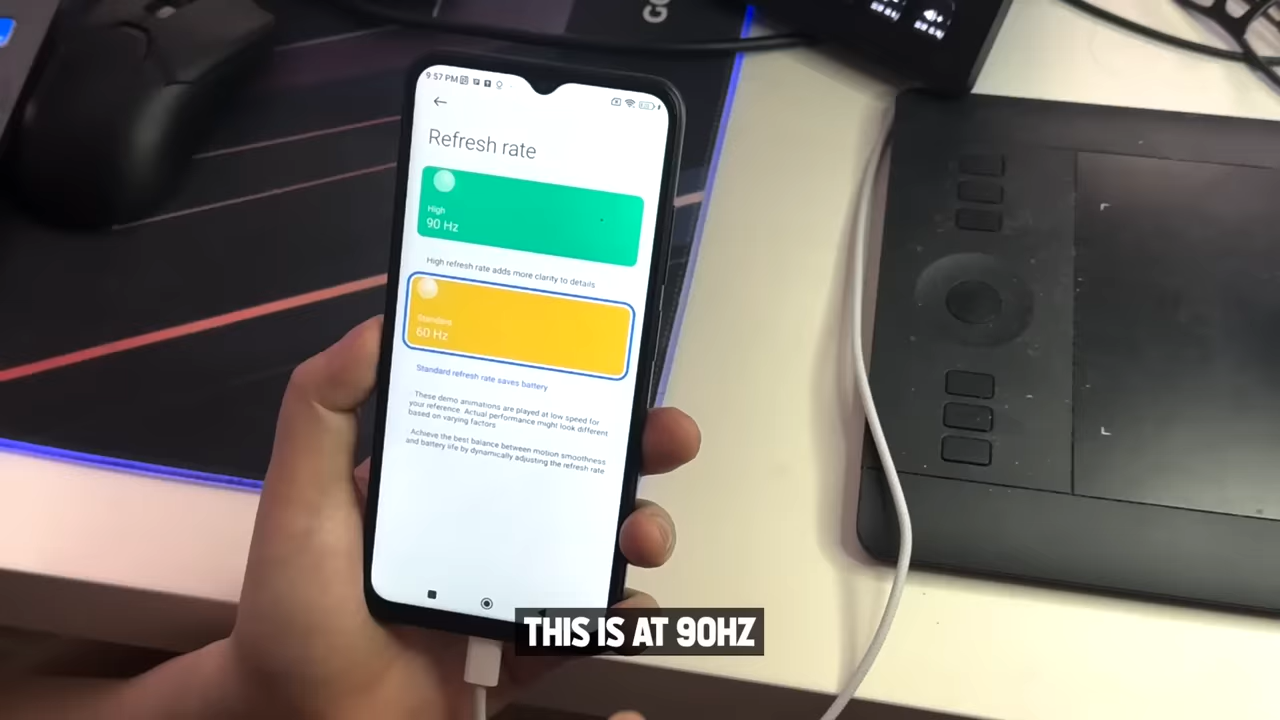 9:57 PM
Refresh rate
High
90 Hz
High refresh rate adds more clarity to details
Standard
60 Hz
Standard refresh rate saves battery
These demo animations are played at low speed for
your reference. Actual performance might look different
based on varying factors
Achieve the best balance between motion smoothness
and battery life by dynamically adjusting the refresh rate
THIS IS AT 90HZ